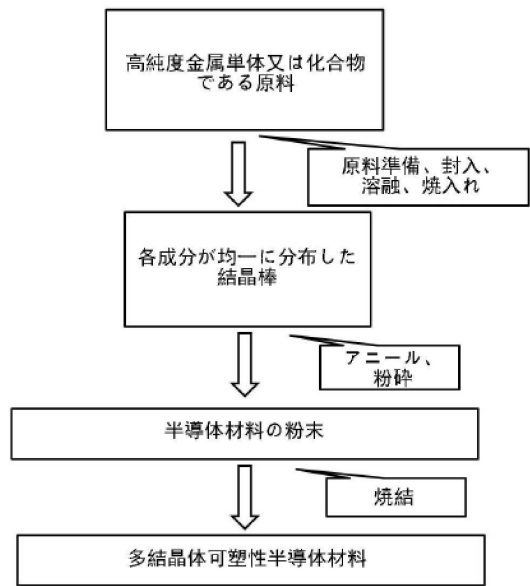 高純度金属単体又は化合物
である原料
原料準備、封入、
溶融、焼入れ
各成分が均一に分布した
結晶棒
アニール、
粉砕
半導体材料の粉末
焼結
多結晶体可塑性半導体材料